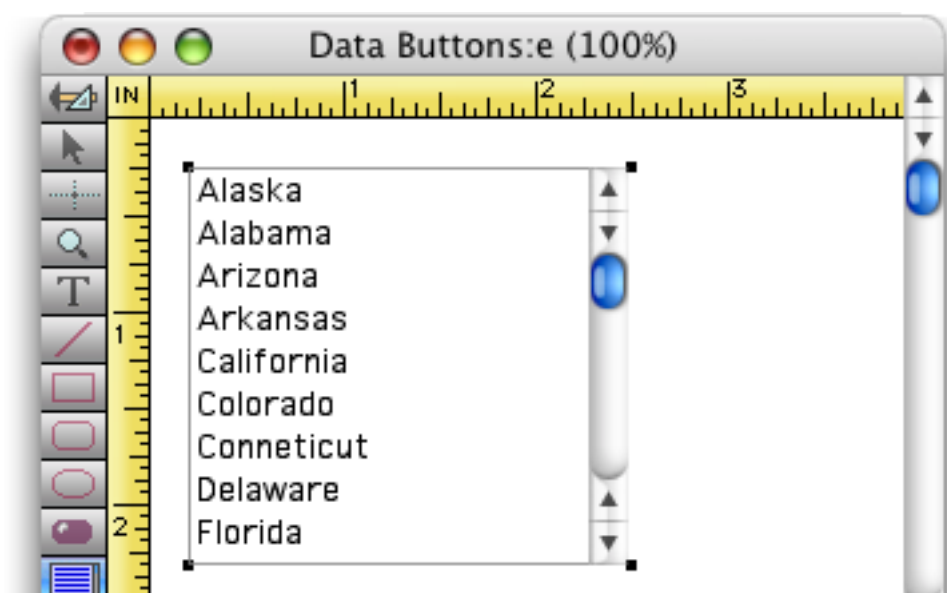 Data Buttons:e (100%)
IN 1 2 3
T
Alaska
Alabama
Arizona
Arkansas
1
California
Colorado
Conneticut
Delaware
2
Florida